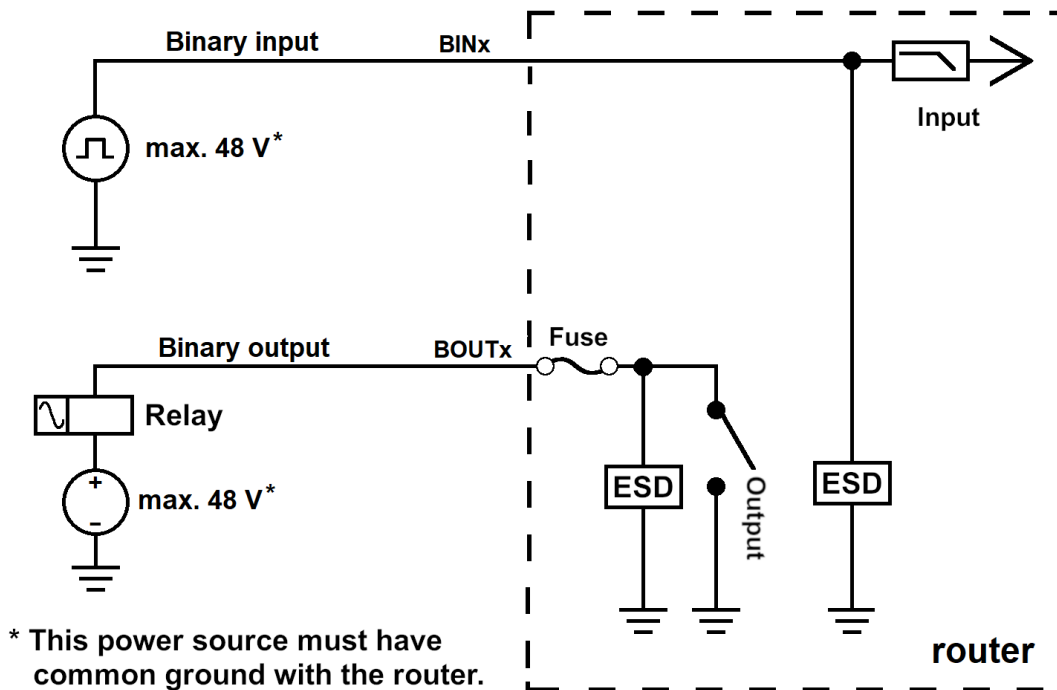 Binary input
BINx
Input
max. 48 V*
Binary output
BOUTx
Fuse
Relay
+
max. 48 V*
−
ESD
Output
ESD
* This power source must have
common ground with the router.
router